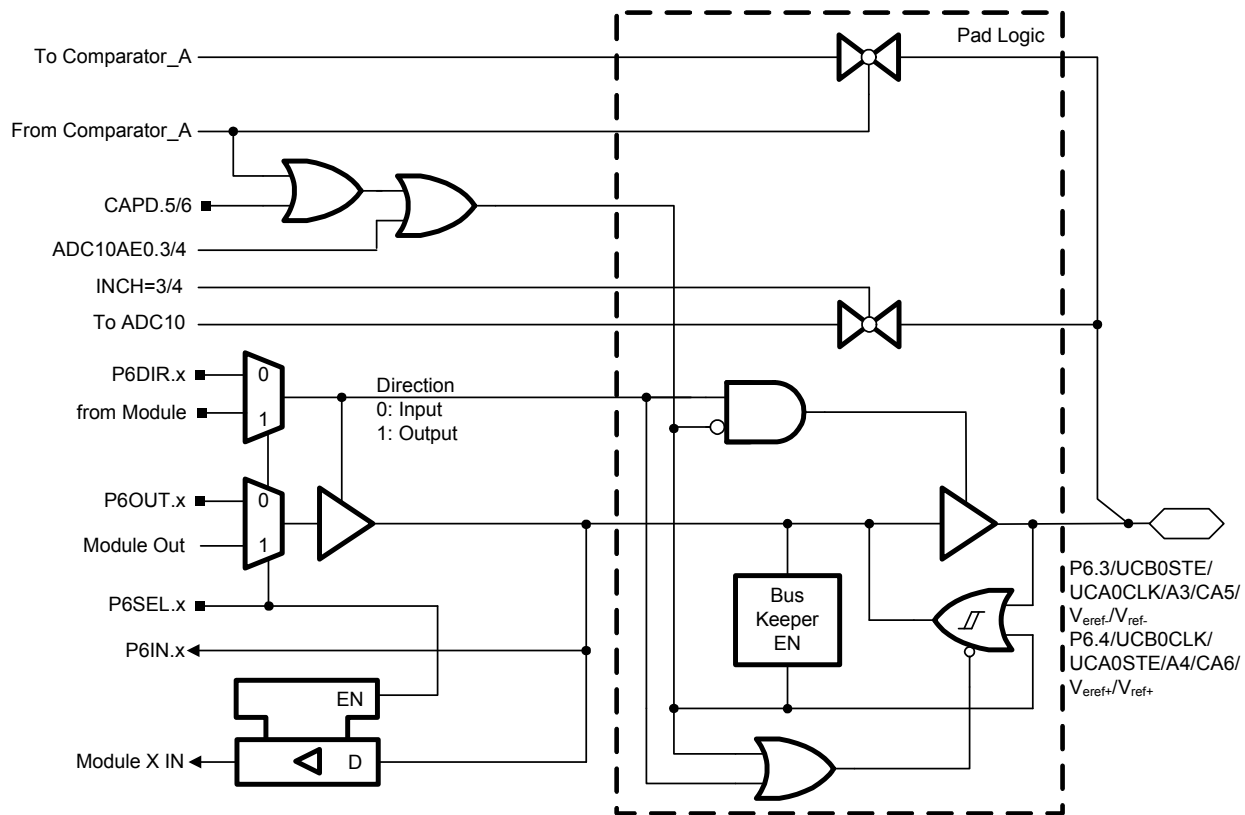 Pad Logic
To Comparator_A
From Comparator_A
CAPD.5/6
ADC10AE0.3/4
INCH=3/4
To ADC10
P6DIR.x
0
from Module
1
Direction
0: Input
1: Output
P6OUT.x
0
Module Out
1
P6SEL.x
P6IN.x
EN
Module X IN
D
Bus
Keeper
EN
P6.3/UCB0STE/
UCA0CLK/A3/CA5/
Veref-/Vref-
P6.4/UCB0CLK/
UCA0STE/A4/CA6/
Veref+/Vref+